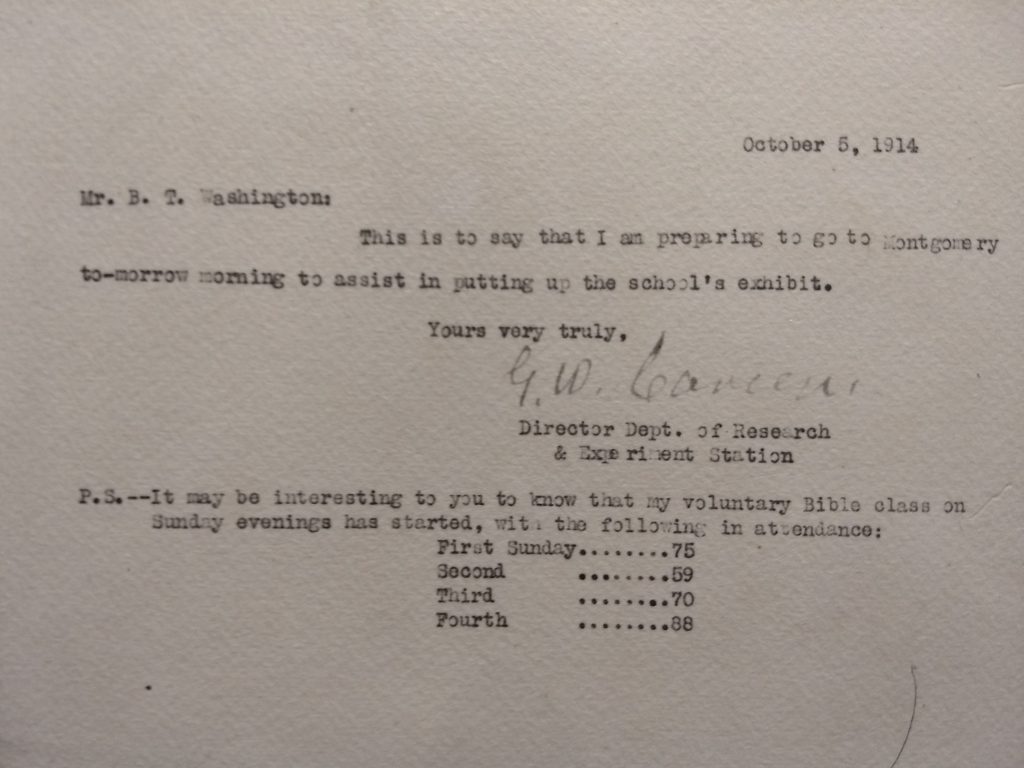 October 5, 1914
Mr. B. T. Washington:
This is to say that I am preparing to go to Montgomery
to-morrow morning to assist in putting up the school's exhibit.
Yours very truly,
G. W. Carver.
Director Dept. of Research
& Experiment Station
P.S.--It may be interesting to you to know that my voluntary Bible class on
Sunday evenings has started, with the following in attendance:
First Sunday........75
Second ........59
Third ........70
Fourth ........88